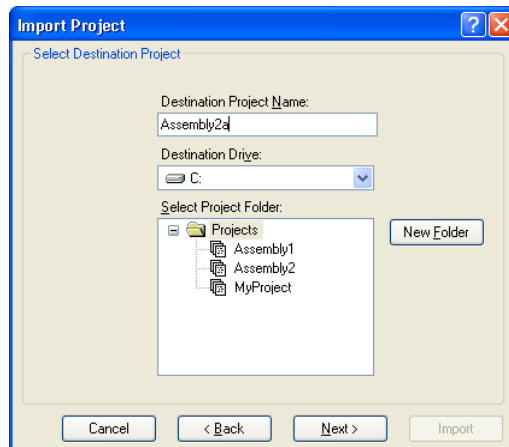 Import Project
Select Destination Project
Destination Project Name:
Assembly2a
Destination Drive:
C:
Select Project Folder:
Projects
New Folder
Assembly1
Assembly2
MyProject
Cancel
< Back
Next >
Import